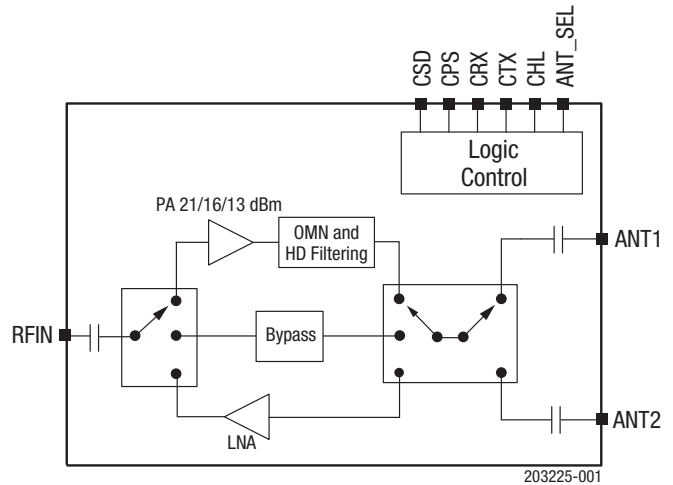 CSD
CPS
CRX
CTX
CHL
ANT_SEL
Logic
Control
PA 21/16/13 dBm
OMN and
HD Filtering
ANT1
RFIN
Bypass
LNA
ANT2
203225-001